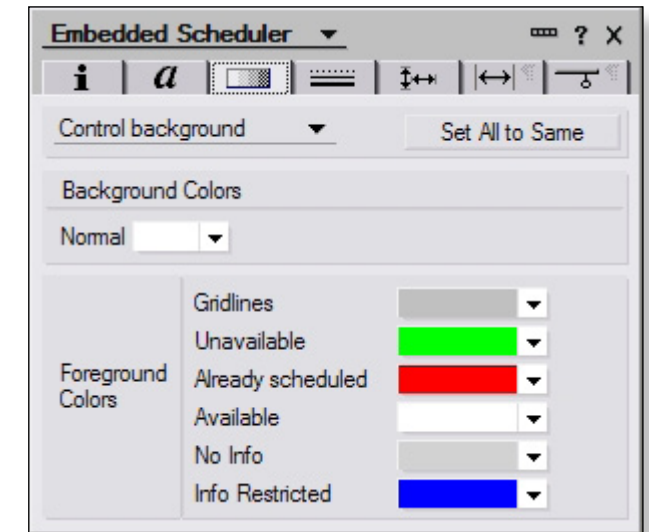 Embedded Scheduler ? X
i a
Control background Set All to Same
Background Colors
Normal
Foreground Colors
Gridlines
Unavailable
Already scheduled
Available
No Info
Info Restricted